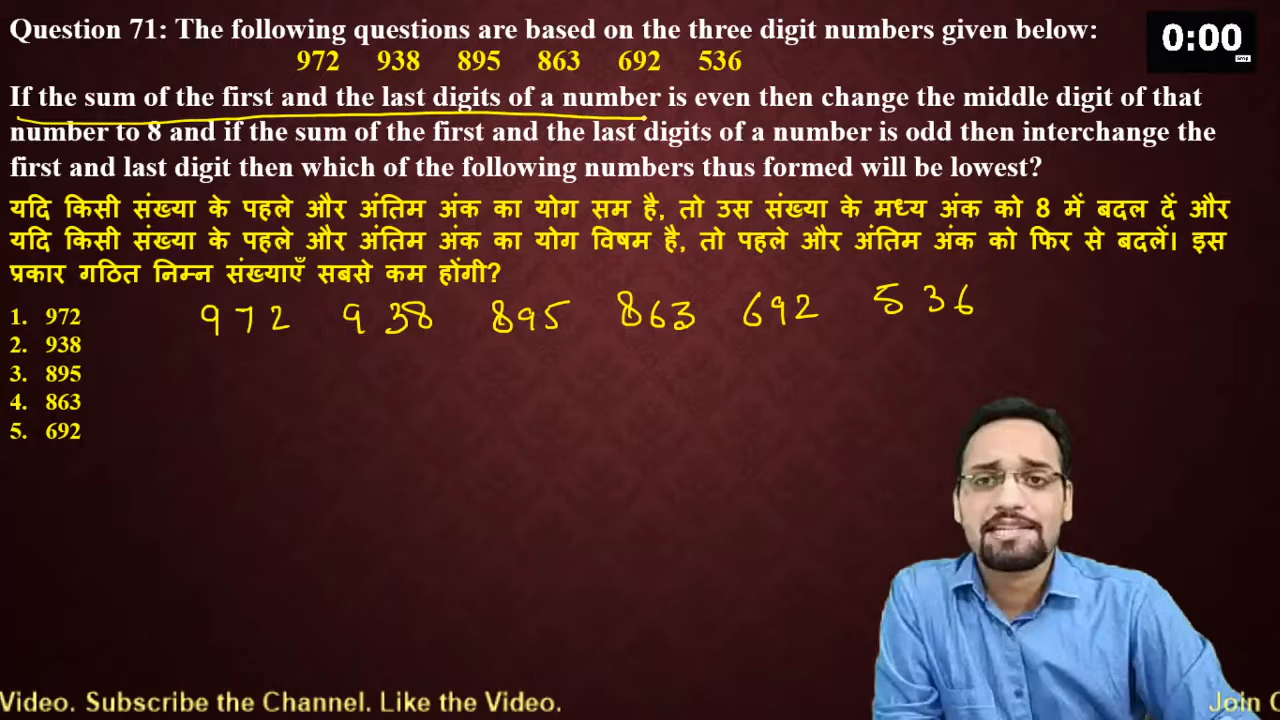 Question 71: The following questions are based on the three digit numbers given below:
0:00
972 938 895 863 692 536
If the sum of the first and the last digits of a number is even then change the middle digit of that
number to 8 and if the sum of the first and the last digits of a number is odd then interchange the
first and last digit then which of the following numbers thus formed will be lowest?
यदि किसी संख्या के पहले और अंतिम अंक का योग सम है, तो उस संख्या के मध्य अंक को 8 में बदल दें और
यदि किसी संख्या के पहले और अंतिम अंक का योग विषम है, तो पहले और अंतिम अंक को फिर से बदलें। इस
प्रकार गठित निम्न संख्याएँ सबसे कम होंगी?
972 938 895 863 692 536
1. 972
2. 938
3. 895
4. 863
5. 692
Video. Subscribe the Channel. Like the Video.
Join